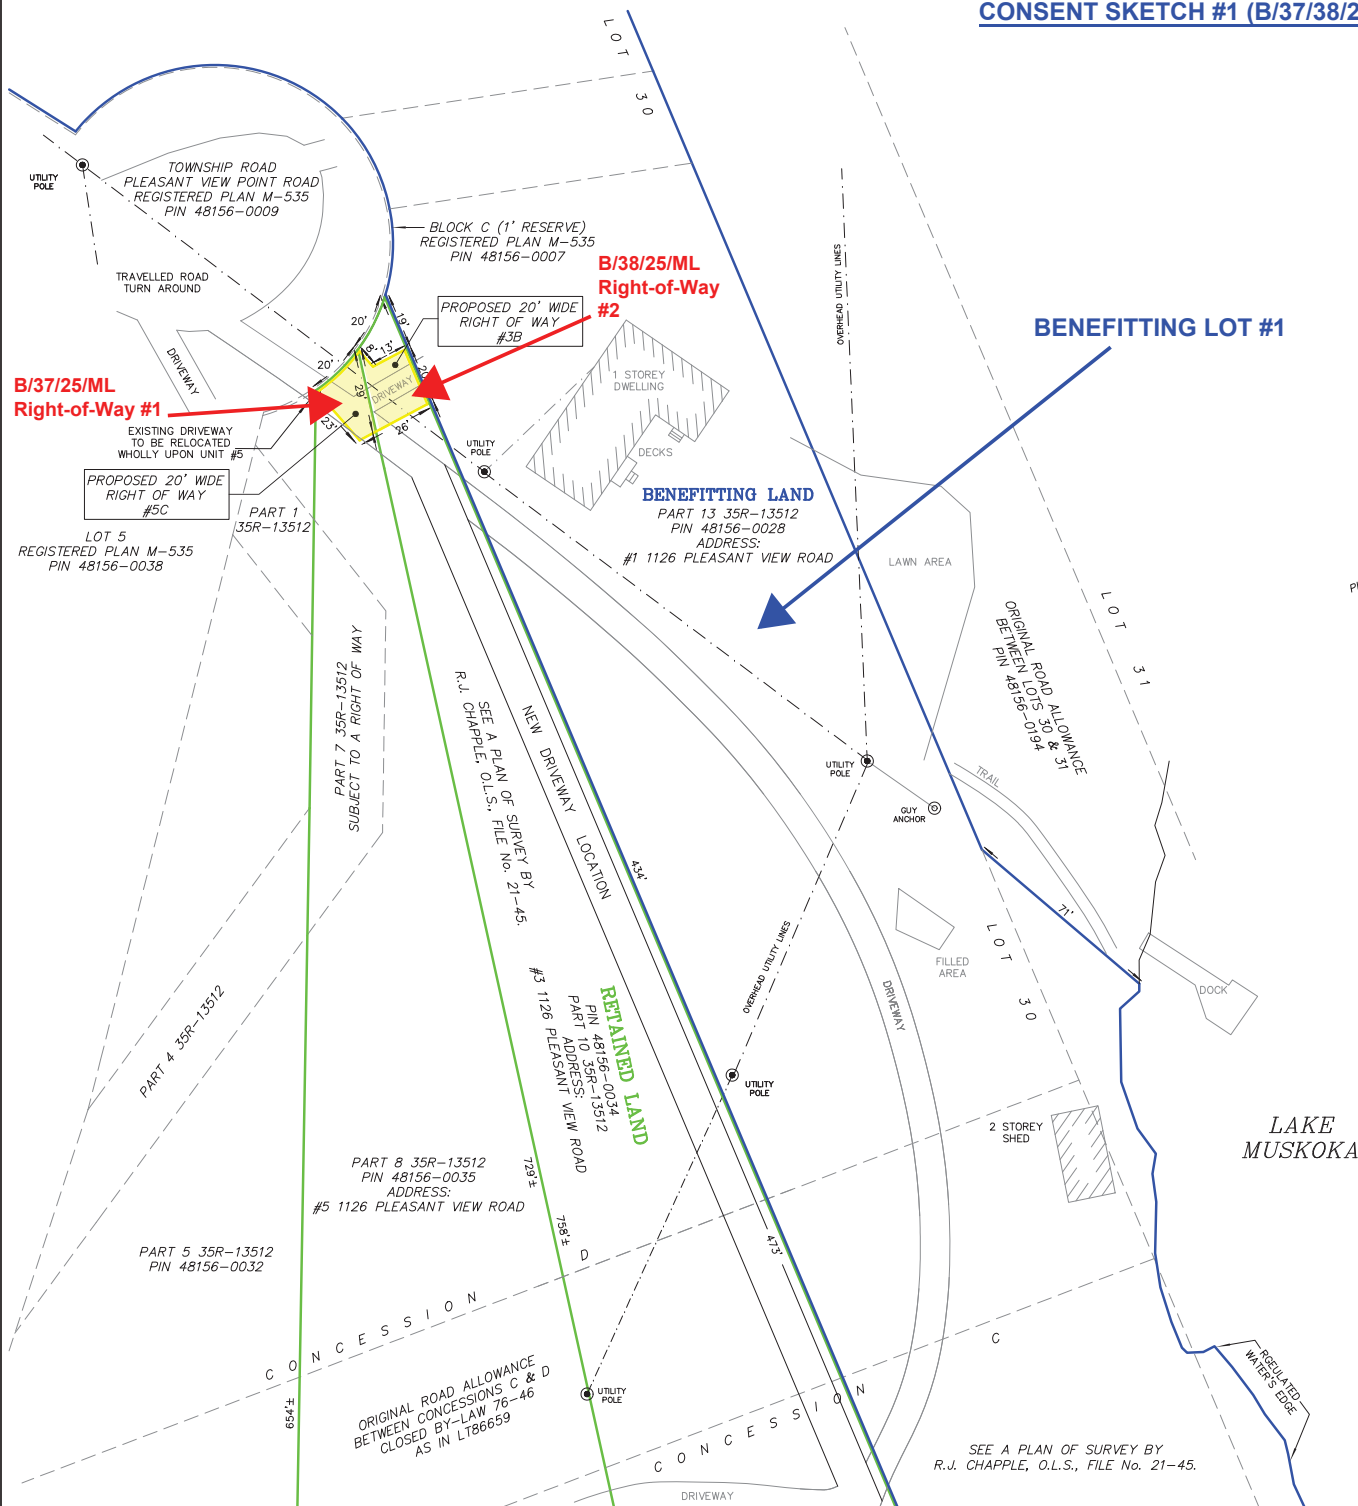 CONSENT SKETCH #1 (B/37/38/2
LOT 30
UTILITY
POLE
TOWNSHIP ROAD
PLEASANT VIEW POINT ROAD
REGISTERED PLAN M-535
PIN 48156-0009
BLOCK C (1' RESERVE)
REGISTERED PLAN M-535
PIN 48156-0007
TRAVELLED ROAD
TURN AROUND
B/38/25/ML
Right-of-Way
#2
OVERHEAD UTILITY LINES
PROPOSED 20' WIDE
RIGHT OF WAY
#3B
BENEFITTING LOT #1
20'
19'
20'
8'
13'
20'
29'
23'
26'
DRIVEWAY
DRIVEWAY
1 STOREY
DWELLING
B/37/25/ML
Right-of-Way #1
EXISTING DRIVEWAY
TO BE RELOCATED
WHOLLY UPON UNIT #5
UTILITY
POLE
DECKS
PROPOSED 20' WIDE
RIGHT OF WAY
#5C
PART 1
35R-13512
LOT 5
REGISTERED PLAN M-535
PIN 48156-0038
BENEFITTING LAND
PART 13 35R-13512
PIN 48156-0028
ADDRESS:
#1 1126 PLEASANT VIEW ROAD
LAWN AREA
LOT 31
ORIGINAL ROAD ALLOWANCE
BETWEEN LOTS 30 & 31
PIN 48156-0194
PART 7 35R-13512
SUBJECT TO A RIGHT OF WAY
SEE A PLAN OF SURVEY BY
R.J. CHAPPLE, O.L.S., FILE No. 21-45.
NEW DRIVEWAY LOCATION
UTILITY
POLE
GUY
ANCHOR
TRAIL
434'
71'
LOT 30
FILLED
AREA
DOCK
OVERHEAD UTILITY LINES
DRIVEWAY
PART 4 35R-13512
RETAINED LAND
PIN 48156-0034
PART 10 35R-13512
ADDRESS:
#3 1126 PLEASANT VIEW ROAD
UTILITY
POLE
2 STOREY
SHED
LAKE
MUSKOKA
PART 8 35R-13512
PIN 48156-0035
ADDRESS:
#5 1126 PLEASANT VIEW ROAD
729'±
758'±
473'
PART 5 35R-13512
PIN 48156-0032
CONCESSION D
654'±
ORIGINAL ROAD ALLOWANCE
BETWEEN CONCESSIONS C & D
CLOSED BY-LAW 76-46
AS IN LT86659
UTILITY
POLE
CONCESSION C
RGEULATED
WATER'S EDGE
SEE A PLAN OF SURVEY BY
R.J. CHAPPLE, O.L.S., FILE No. 21-45.
DRIVEWAY